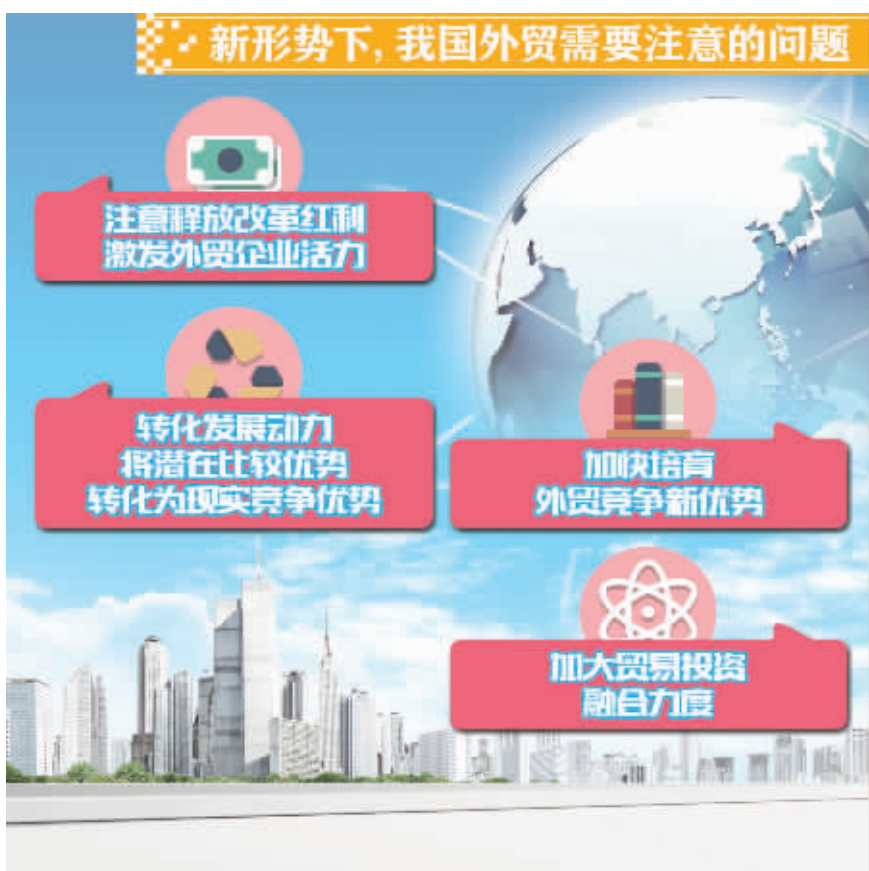 新形势下,我国外贸需要注意的问题
注意释放改革红利
激发外贸企业活力
转化发展动力
将潜在比较优势
转化为现实竞争优势
加快培育
外贸竞争新优势
加大贸易投资
融合力度